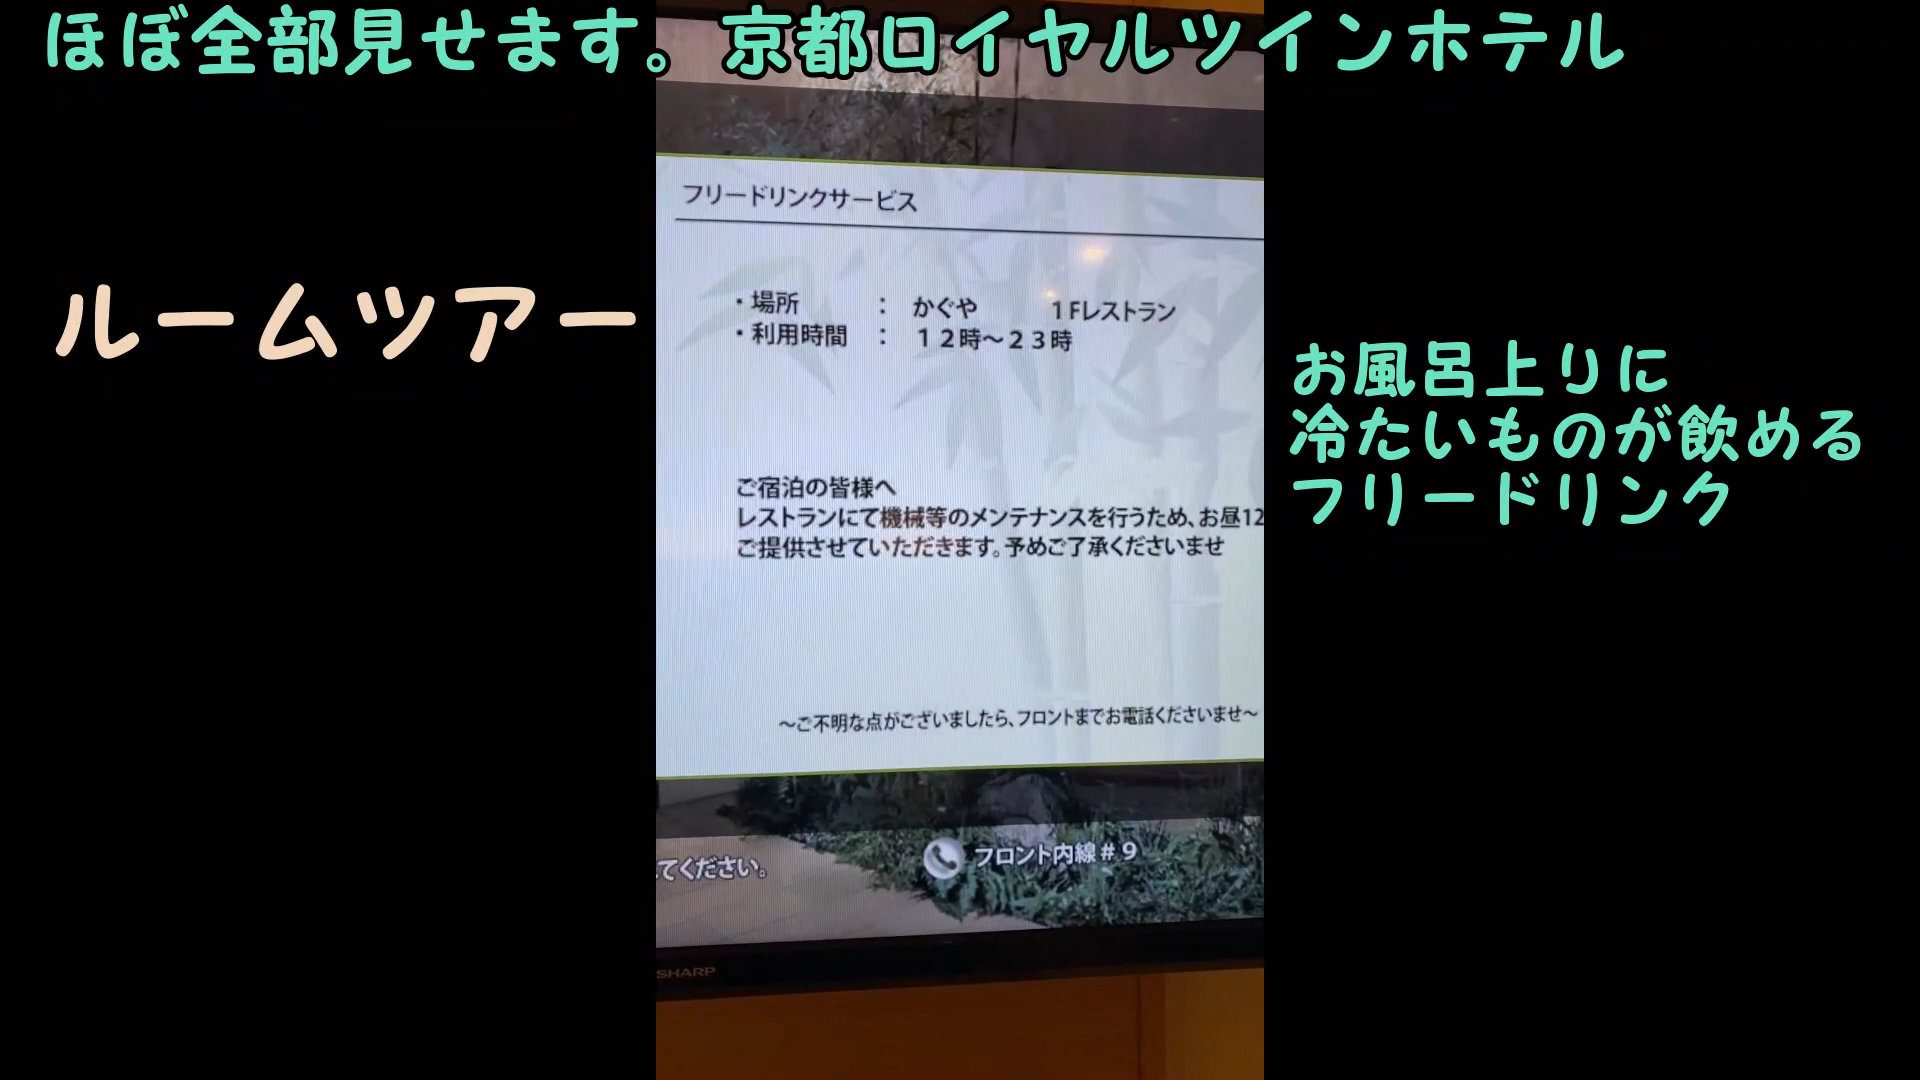 ほぼ全部見せます。京都ロイヤルツインホテル
ルームツアー
フリードリンクサービス
・場所 : かぐや 1Fレストラン
・利用時間 : 12時～23時
お風呂上りに
冷たいものが飲める
フリードリンク
ご宿泊の皆様へ
レストランにて機械等のメンテナンスを行うため、お昼12
ご提供させていただきます。予めご了承くださいませ
～ご不明な点がございましたら、フロントまでお電話くださいませ～
てください。
フロント内線#9
SHARP